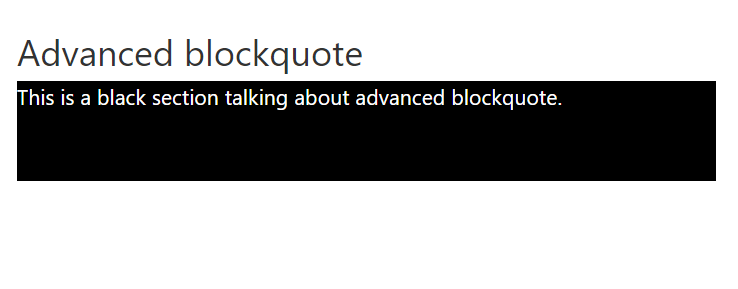 Advanced blockquote
This is a black section talking about advanced blockquote.